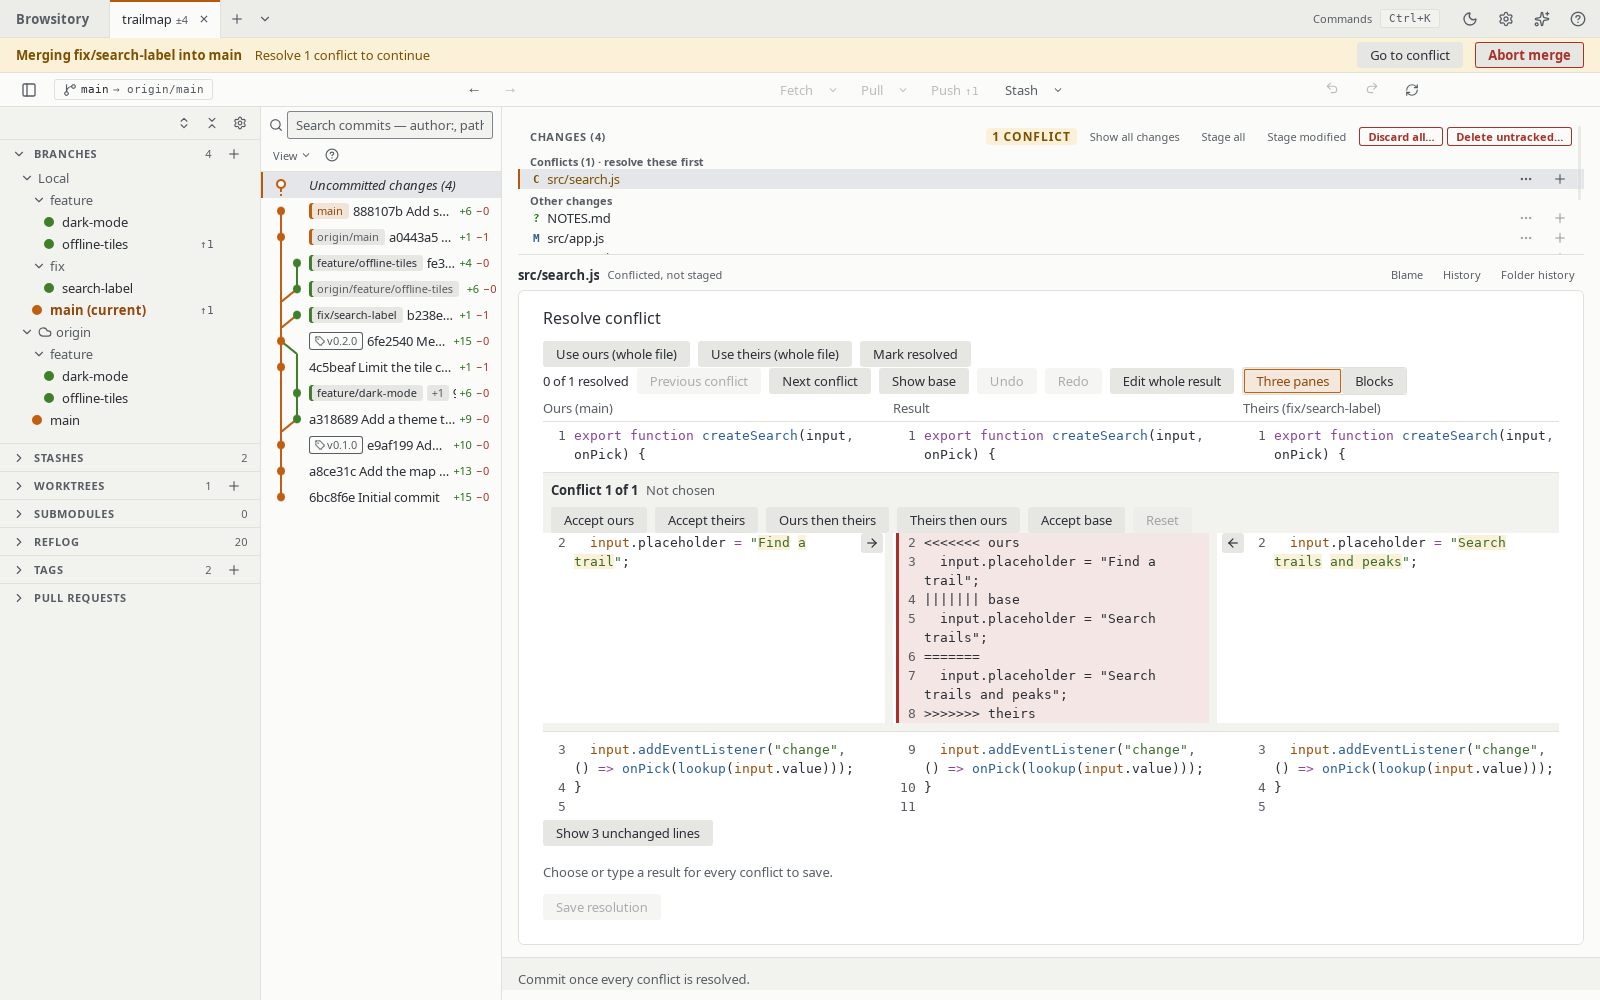 Browsitory
trailmap ±4
Commands Ctrl+K
Merging fix/search-label into main Resolve 1 conflict to continue
Go to conflict
Abort merge
main → origin/main
Fetch
Pull
Push ↑1
Stash
BRANCHES 4
Local
feature
dark-mode
offline-tiles ↑1
fix
search-label
main (current) ↑1
origin
feature
dark-mode
offline-tiles
main
STASHES 2
WORKTREES 1
SUBMODULES 0
REFLOG 20
TAGS 2
PULL REQUESTS
Search commits — author:, path
View
Uncommitted changes (4)
main 888107b Add s... +6 −0
origin/main a0443a5 ... +1 −1
feature/offline-tiles fe3... +4 −0
origin/feature/offline-tiles +6 −0
fix/search-label b238e... +1 −1
v0.2.0 6fe2540 Me... +15 −0
4c5beaf Limit the tile c... +1 −1
feature/dark-mode +1 +6 −0
a318689 Add a theme t... +9 −0
v0.1.0 e9af199 Ad... +10 −0
a8ce31c Add the map ... +13 −0
6bc8f6e Initial commit +15 −0
CHANGES (4)
1 CONFLICT
Show all changes
Stage all
Stage modified
Discard all...
Delete untracked...
Conflicts (1) · resolve these first
C src/search.js
Other changes
? NOTES.md
M src/app.js
src/search.js Conflicted, not staged
Blame
History
Folder history
Resolve conflict
Use ours (whole file)
Use theirs (whole file)
Mark resolved
0 of 1 resolved
Previous conflict
Next conflict
Show base
Undo
Redo
Edit whole result
Three panes
Blocks
Ours (main)
Result
Theirs (fix/search-label)
1 export function createSearch(input,
onPick) {
1 export function createSearch(input,
onPick) {
1 export function createSearch(input,
onPick) {
Conflict 1 of 1 Not chosen
Accept ours
Accept theirs
Ours then theirs
Theirs then ours
Accept base
Reset
2 input.placeholder = "Find a
trail";
2 <<<<<<< ours
3 input.placeholder = "Find a
trail";
4 ||||||| base
5 input.placeholder = "Search
trails";
6 =======
7 input.placeholder = "Search
trails and peaks";
8 >>>>>>> theirs
2 input.placeholder = "Search
trails and peaks";
3 input.addEventListener("change",
() => onPick(lookup(input.value)));
4 }
5
9 input.addEventListener("change",
() => onPick(lookup(input.value)));
10 }
11
3 input.addEventListener("change",
() => onPick(lookup(input.value)));
4 }
5
Show 3 unchanged lines
Choose or type a result for every conflict to save.
Save resolution
Commit once every conflict is resolved.